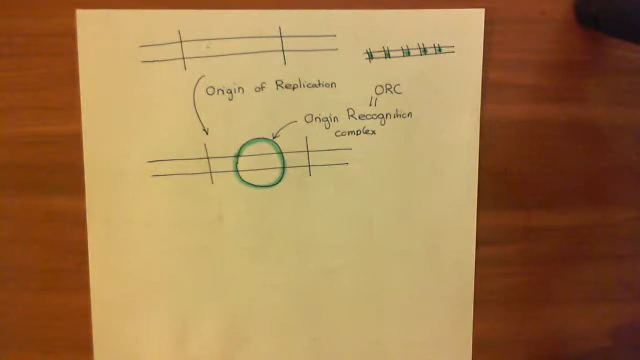 Origin of Replication
ORC
Origin Recognition
complex